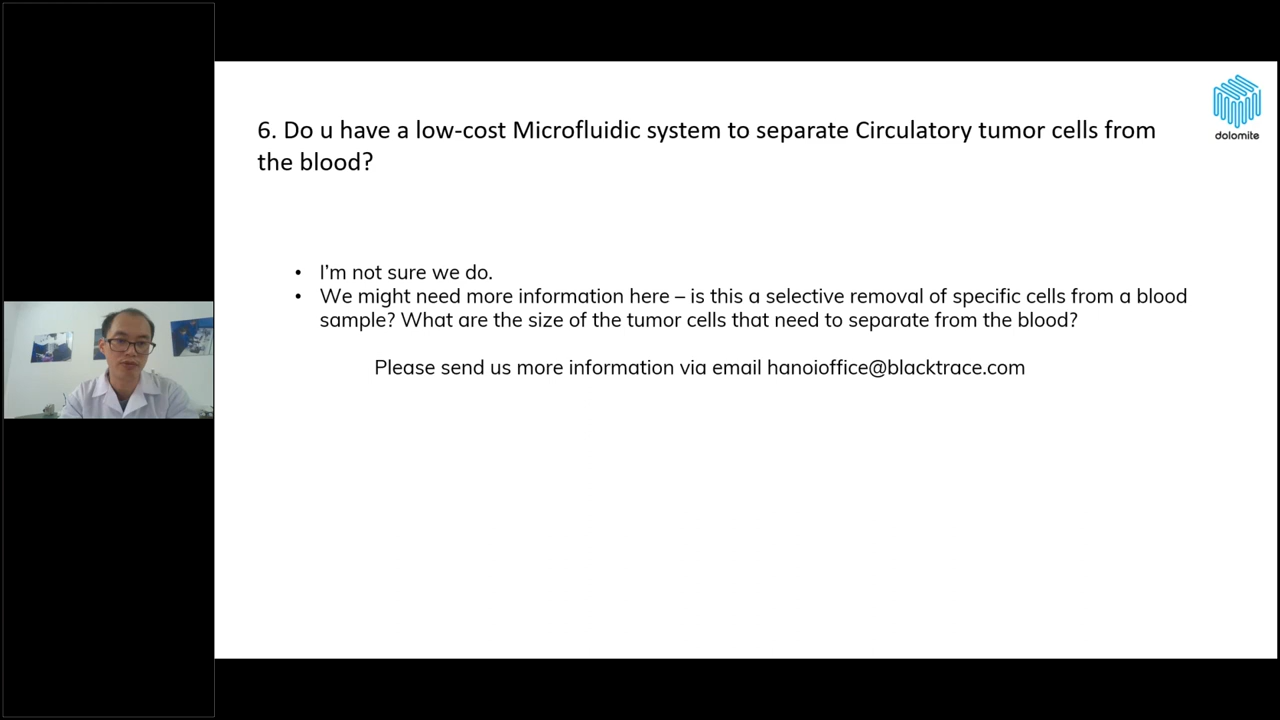 6. Do u have a low-cost Microfluidic system to separate Circulatory tumor cells from
the blood?
dolomite
• I'm not sure we do.
• We might need more information here – is this a selective removal of specific cells from a blood
sample? What are the size of the tumor cells that need to separate from the blood?
Please send us more information via email hanoioffice@blacktrace.com